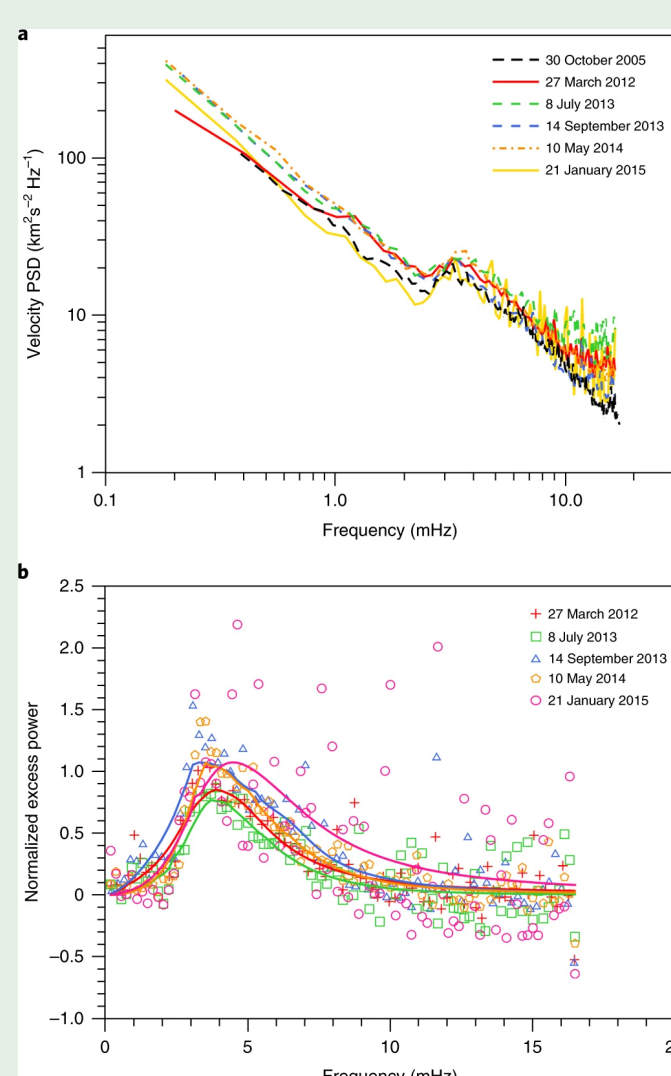 a
30 October 2005
27 March 2012
8 July 2013
14 September 2013
10 May 2014
21 January 2015
Velocity PSD (km²s⁻² Hz⁻¹)
100
10
1
0.1
1.0
10.0
Frequency (mHz)
b
27 March 2012
8 July 2013
14 September 2013
10 May 2014
21 January 2015
Normalized excess power
2.5
2.0
1.5
1.0
0.5
0
−0.5
−1.0
0
5
10
15
Frequency (mHz)